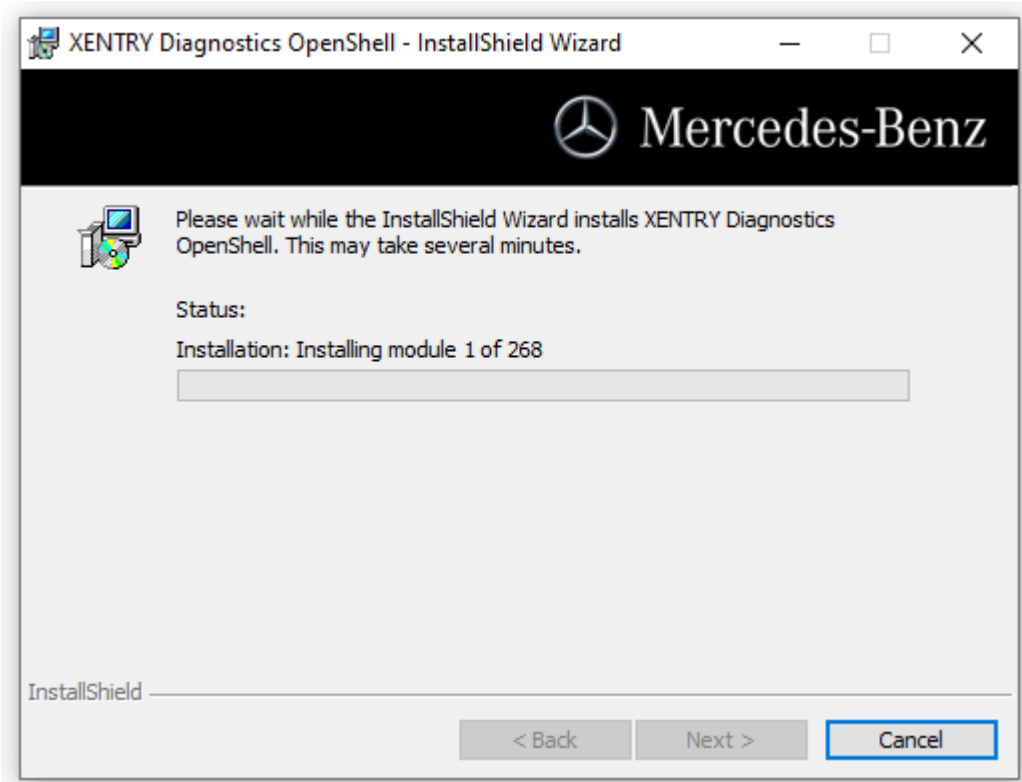 XENTRY Diagnostics OpenShell - InstallShield Wizard
Mercedes-Benz
Please wait while the InstallShield Wizard installs XENTRY Diagnostics
OpenShell. This may take several minutes.
Status:
Installation: Installing module 1 of 268
InstallShield
< Back
Next >
Cancel